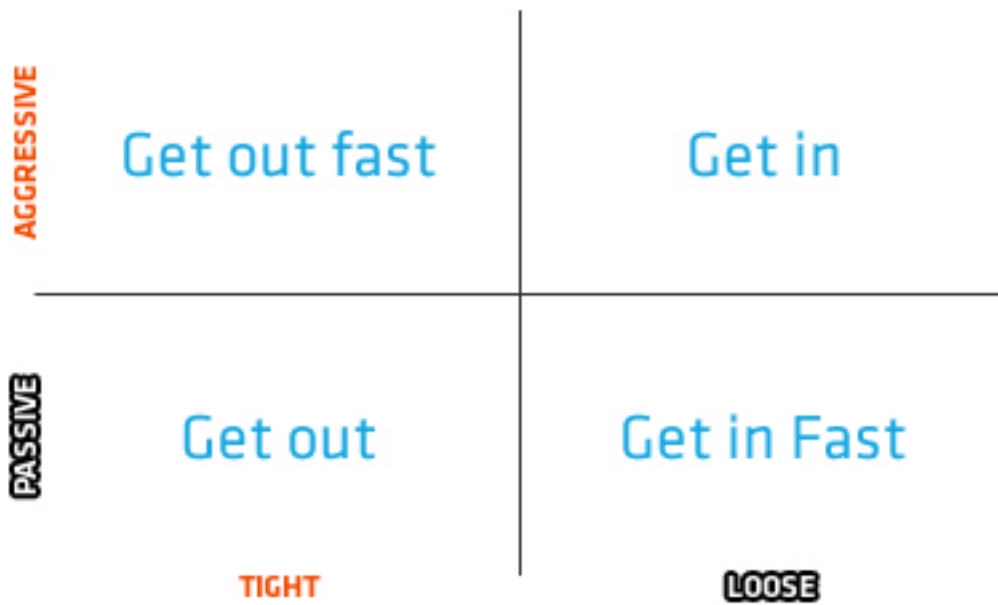 AGGRESSIVE
Get out fast
Get in
PASSIVE
Get out
Get in Fast
TIGHT
LOOSE